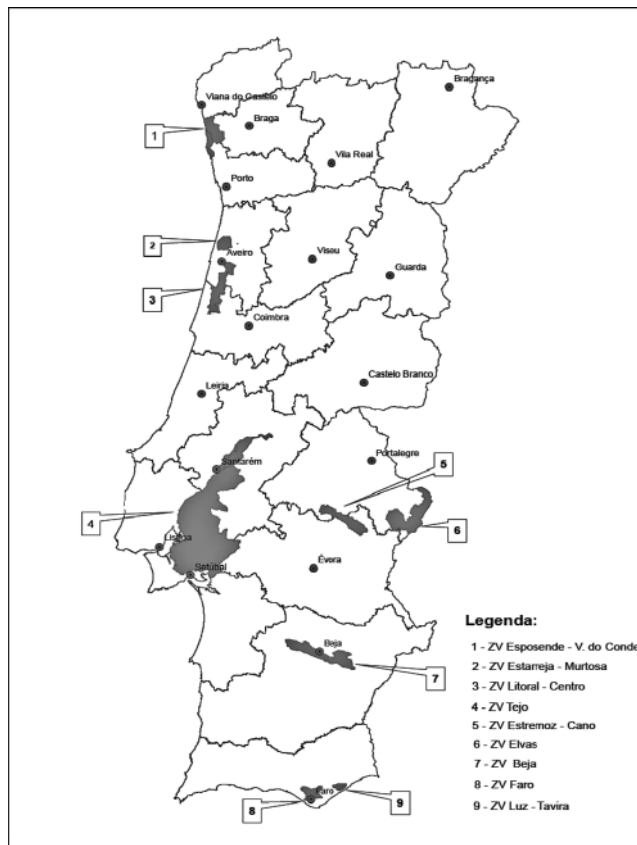 Bragança
Viana do Castelo
Braga
1
Vila Real
Porto
2
Aveiro
Viseu
Guarda
3
Coimbra
Castelo Branco
Leiria
Portalegre
5
Santarém
4
6
Lisboa
Évora
Setúbal
Legenda:
1 - ZV Esposende - V. do Conde
2 - ZV Estarreja - Murtosa
3 - ZV Litoral - Centro
4 - ZV Tejo
5 - ZV Estremoz - Cano
6 - ZV Elvas
7 - ZV Beja
8 - ZV Faro
9 - ZV Luz - Tavira
Beja
7
Faro
8
9